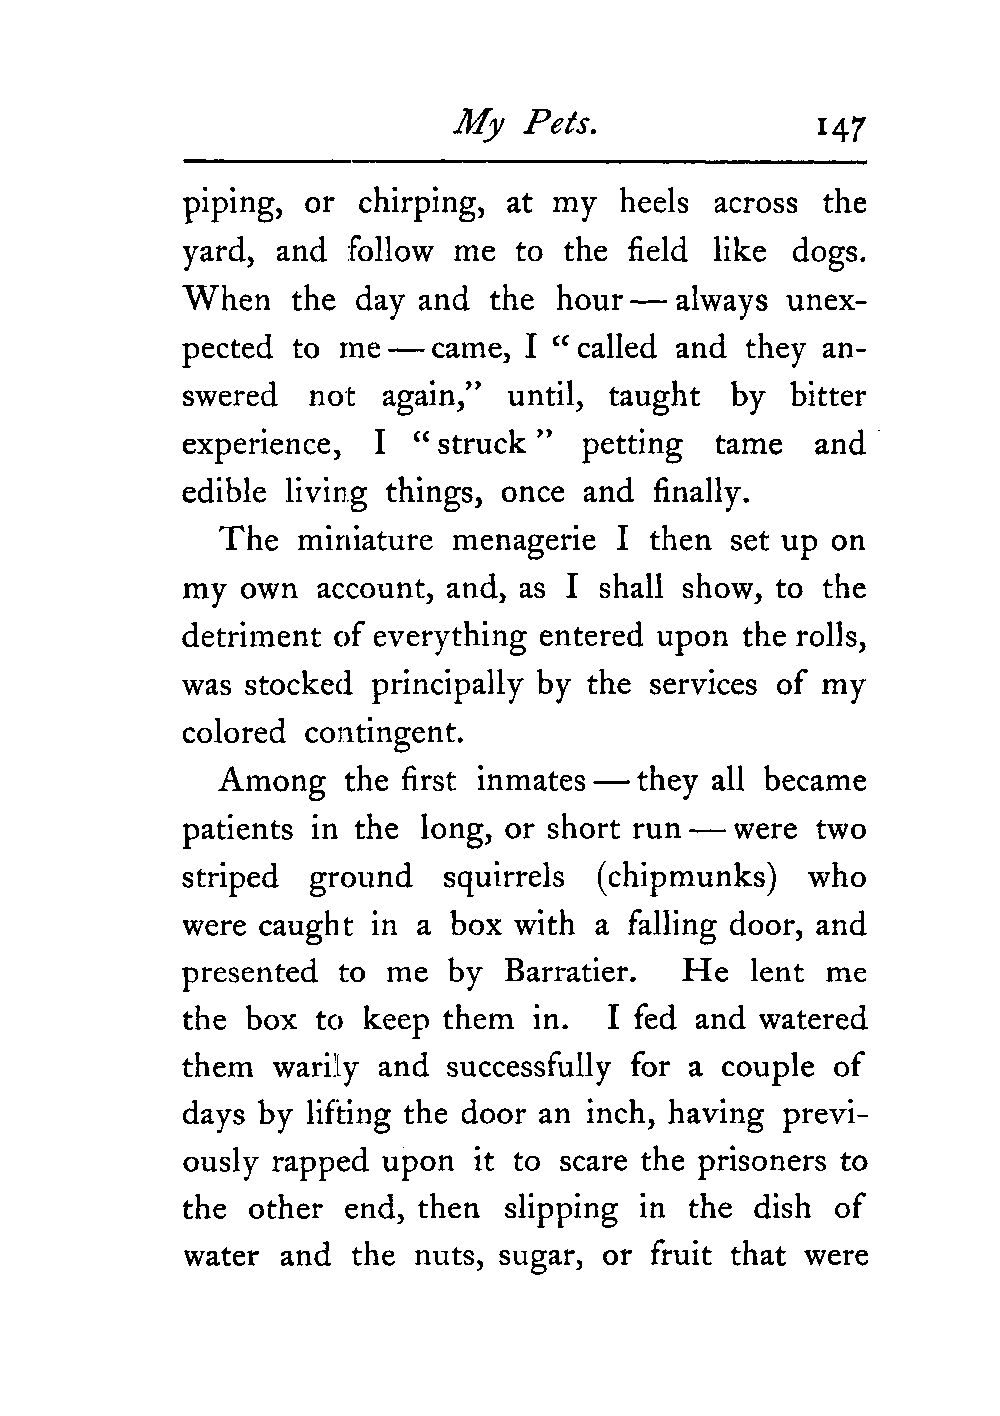 My Pets. 147
piping, or chirping, at my heels across the
yard, and follow me to the field like dogs.
When the day and the hour — always unex-
pected to me — came, I “ called and they an-
swered not again,” until, taught by bitter
experience, I “ struck ” petting tame and
edible living things, once and finally.
The miniature menagerie I then set up on
my own account, and, as I shall show, to the
detriment of everything entered upon the rolls,
was stocked principally by the services of my
colored contingent.
Among the first inmates — they all became
patients in the long, or short run — were two
striped ground squirrels (chipmunks) who
were caught in a box with a falling door, and
presented to me by Barratier. He lent me
the box to keep them in. I fed and watered
them warily and successfully for a couple of
days by lifting the door an inch, having previ-
ously rapped upon it to scare the prisoners to
the other end, then slipping in the dish of
water and the nuts, sugar, or fruit that were